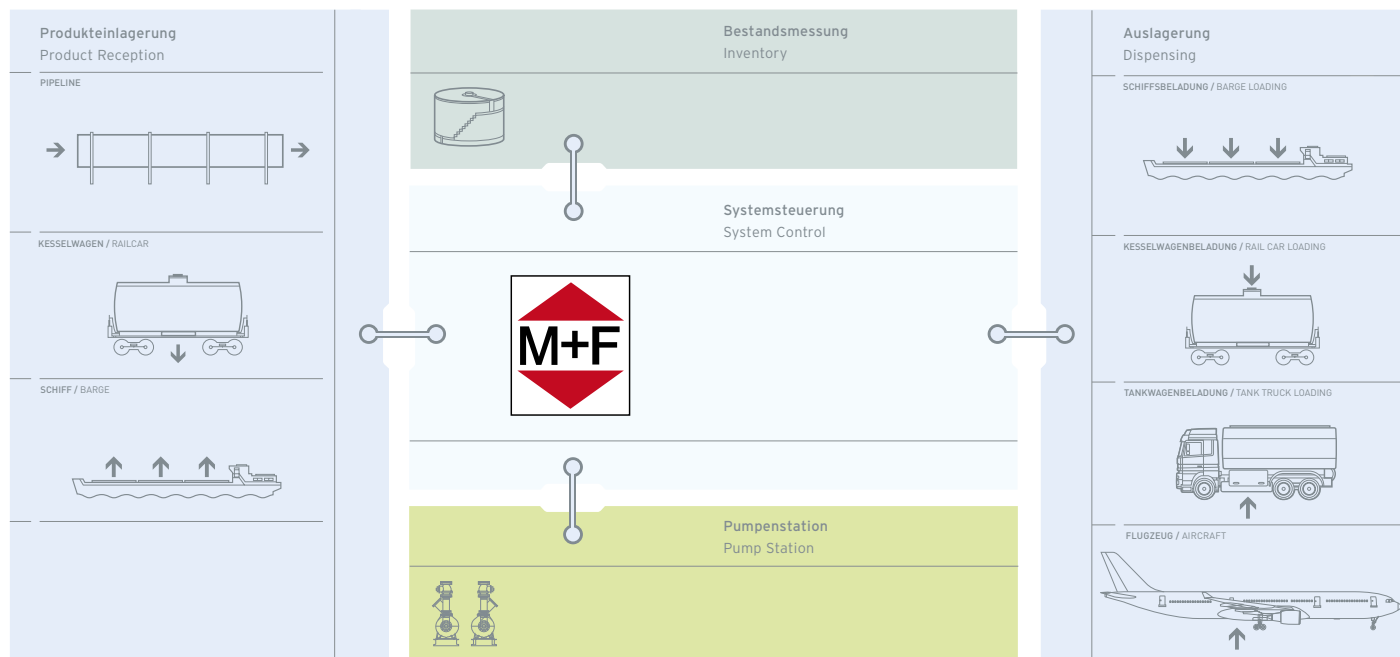 Produkteinlagerung
Product Reception
PIPELINE
KESSELWAGEN / RAILCAR
SCHIFF / BARGE
Bestandsmessung
Inventory
Systemsteuerung
System Control
M+F
Pumpenstation
Pump Station
Auslagerung
Dispensing
SCHIFFSBELADUNG / BARGE LOADING
KESSELWAGENBELADUNG / RAIL CAR LOADING
TANKWAGENBELADUNG / TANK TRUCK LOADING
FLUGZEUG / AIRCRAFT